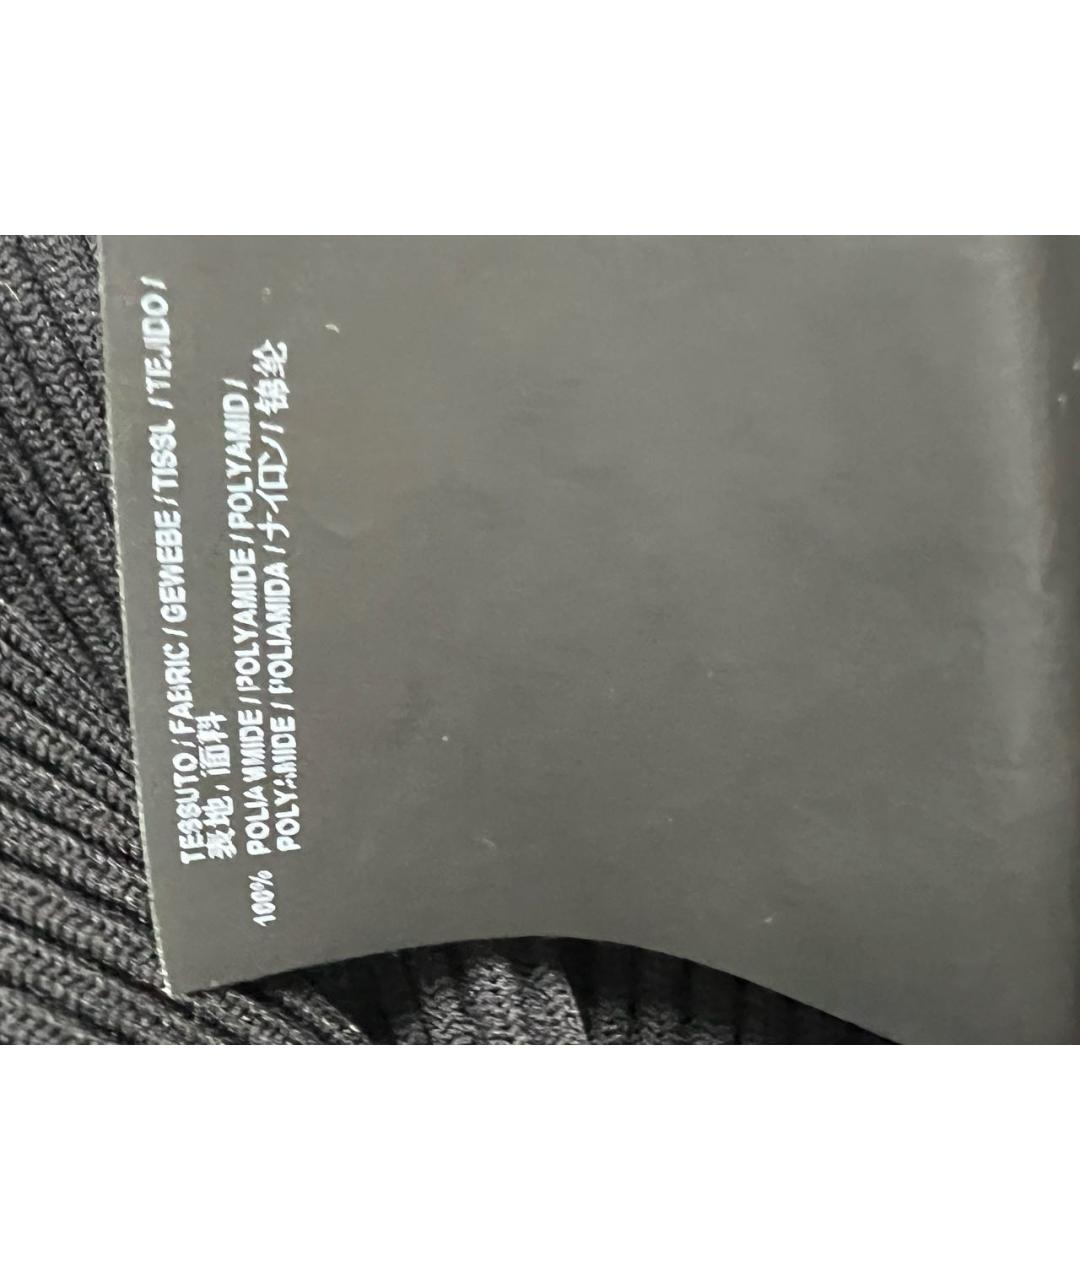 TESSUTO / FABRIC / GEWEBE / TISSU / TEJIDO /
表地 / 面料
100% POLIAMMIDE / POLYAMIDE / POLYAMID /
POLYAMIDE / POLIAMIDA / ナイロン / 锦纶